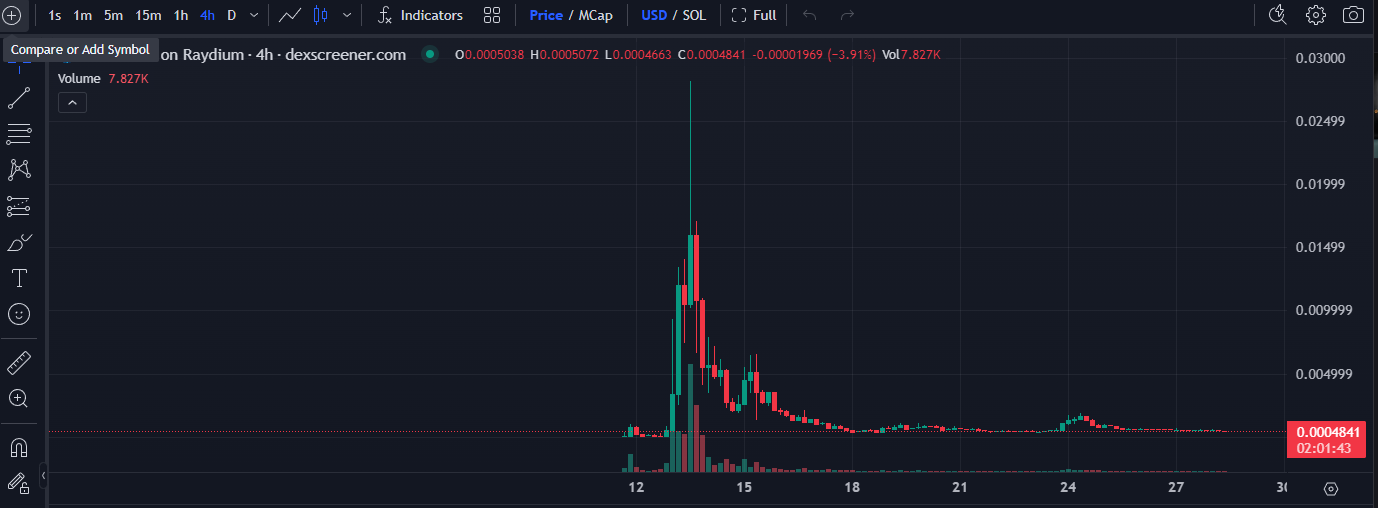 1s 1m 5m 15m 1h 4h D Indicators Price / MCap USD / SOL Full
Compare or Add Symbol
on Raydium · 4h · dexscreener.com O0.0005038 H0.0005072 L0.0004663 C0.0004841 -0.00001969 (−3.91%) Vol7.827K
Volume 7.827K
0.03000
0.02499
0.01999
0.01499
0.009999
0.004999
0.0004841
02:01:43
12 15 18 21 24 27